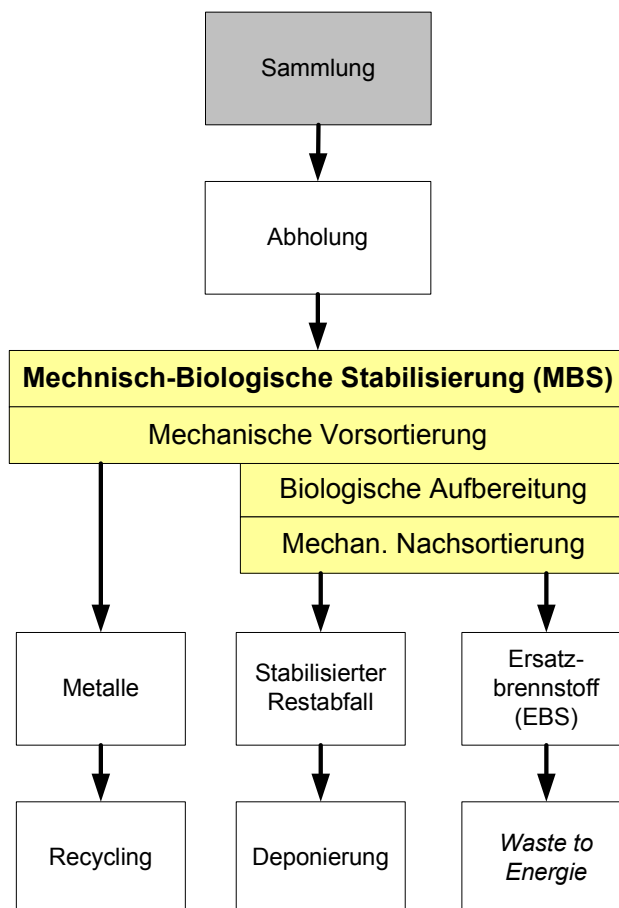 Sammlung
Abholung
Mechnisch-Biologische Stabilisierung (MBS)
Mechanische Vorsortierung
Biologische Aufbereitung
Mechan. Nachsortierung
Metalle
Stabilisierter
Restabfall
Ersatz-
brennstoff
(EBS)
Recycling
Deponierung
Waste to
Energie